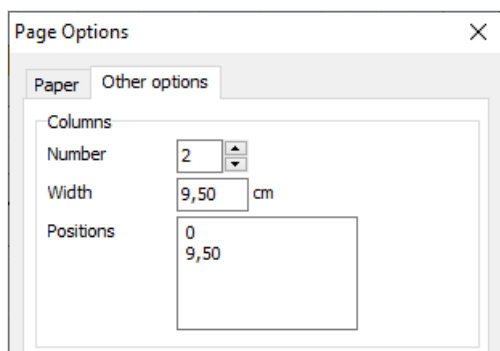 Page Options
Paper Other options
Columns
Number 2
Width 9,50 cm
Positions 0
9,50